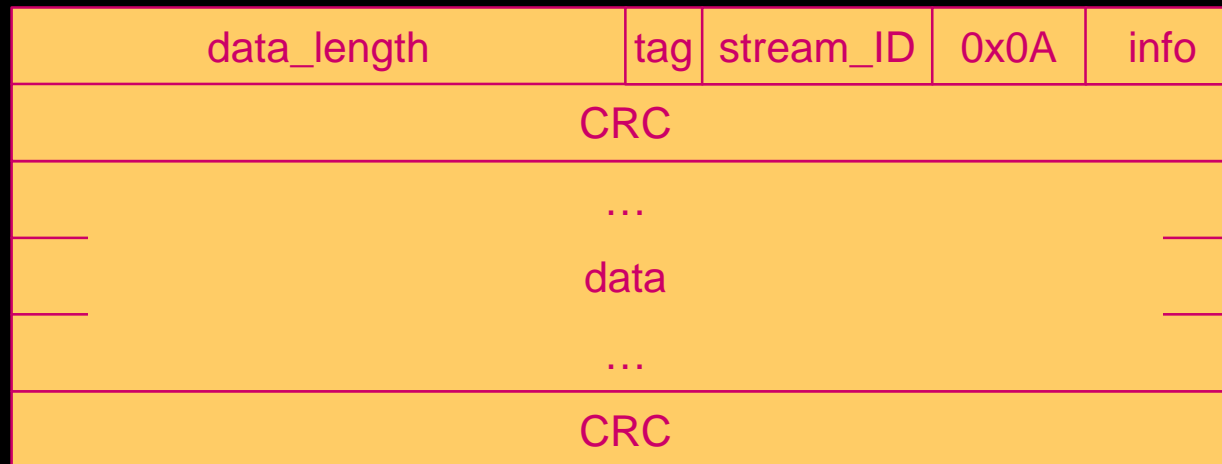 data_length tag stream_ID 0x0A info
CRC
…
data
…
CRC